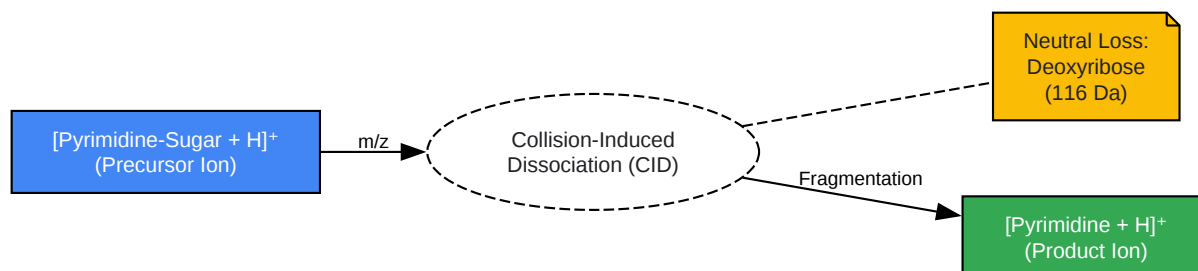 [Pyrimidine-Sugar + H]⁺
(Precursor Ion)
m/z
Collision-Induced
Dissociation (CID)
Neutral Loss:
Deoxyribose
(116 Da)
Fragmentation
[Pyrimidine + H]⁺
(Product Ion)